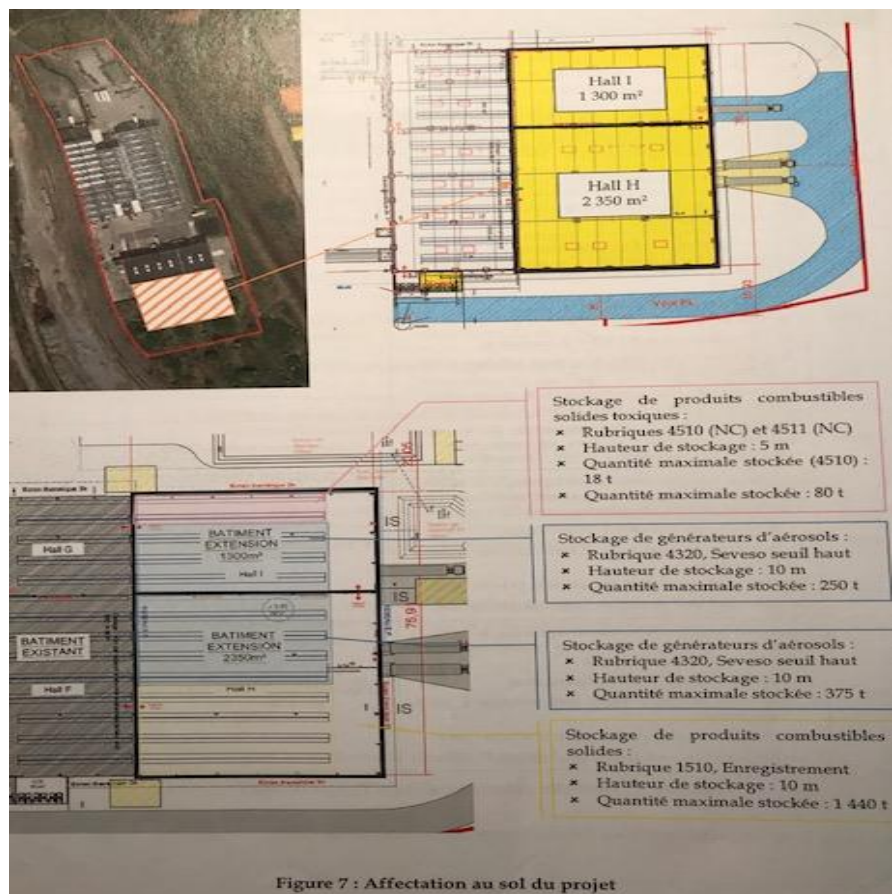 Hall I
1 300 m²
Hall H
2 350 m²
Stockage de produits combustibles
solides toxiques :
× Rubriques 4510 (NC) et 4511 (NC)
× Hauteur de stockage : 5 m
× Quantité maximale stockée (4510) :
18 t
× Quantité maximale stockée : 80 t
Hall G
BATIMENT
EXTENSION
1300m²
Hall I
IS
Stockage de générateurs d'aérosols :
× Rubrique 4320, Seveso seuil haut
× Hauteur de stockage : 10 m
× Quantité maximale stockée : 250 t
IS
75,9
BATIMENT
EXISTANT
BATIMENT
EXTENSION
2350m²
Hall F
Hall H
IS
Stockage de générateurs d'aérosols :
× Rubrique 4320, Seveso seuil haut
× Hauteur de stockage : 10 m
× Quantité maximale stockée : 375 t
Stockage de produits combustibles
solides :
× Rubrique 1510, Enregistrement
× Hauteur de stockage : 10 m
× Quantité maximale stockée : 1 440 t
Figure 7 : Affectation au sol du projet